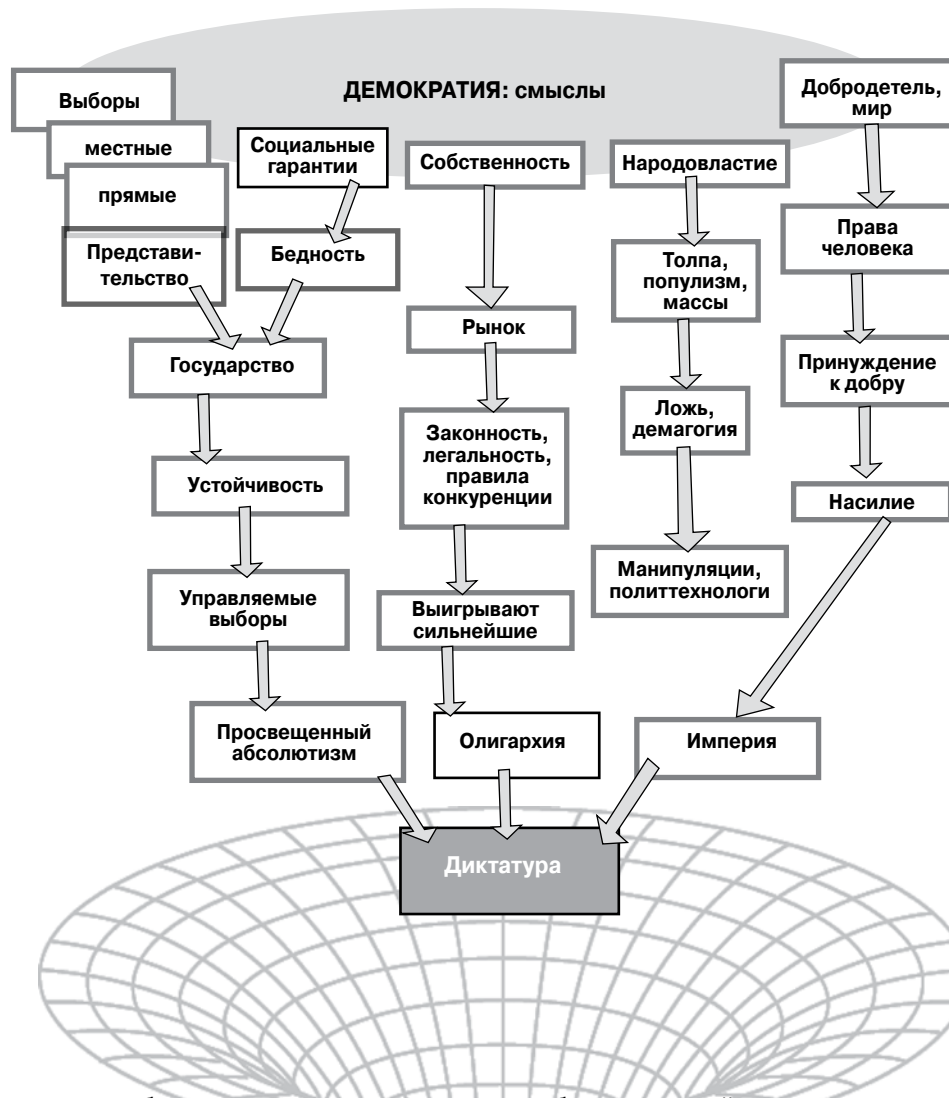 ДЕМОКРАТИЯ: смыслы
Выборы
местные
прямые
Представи-
тельство
Социальные
гарантии
Бедность
Государство
Устойчивость
Управляемые
выборы
Просвещенный
абсолютизм
Собственность
Рынок
Законность,
легальность,
правила
конкуренции
Выигрывают
сильнейшие
Олигархия
Народовластие
Толпа,
популизм,
массы
Ложь,
демагогия
Манипуляции,
политтехнологи
Добродетель,
мир
Права
человека
Принуждение
к добру
Насилие
Империя
Диктатура